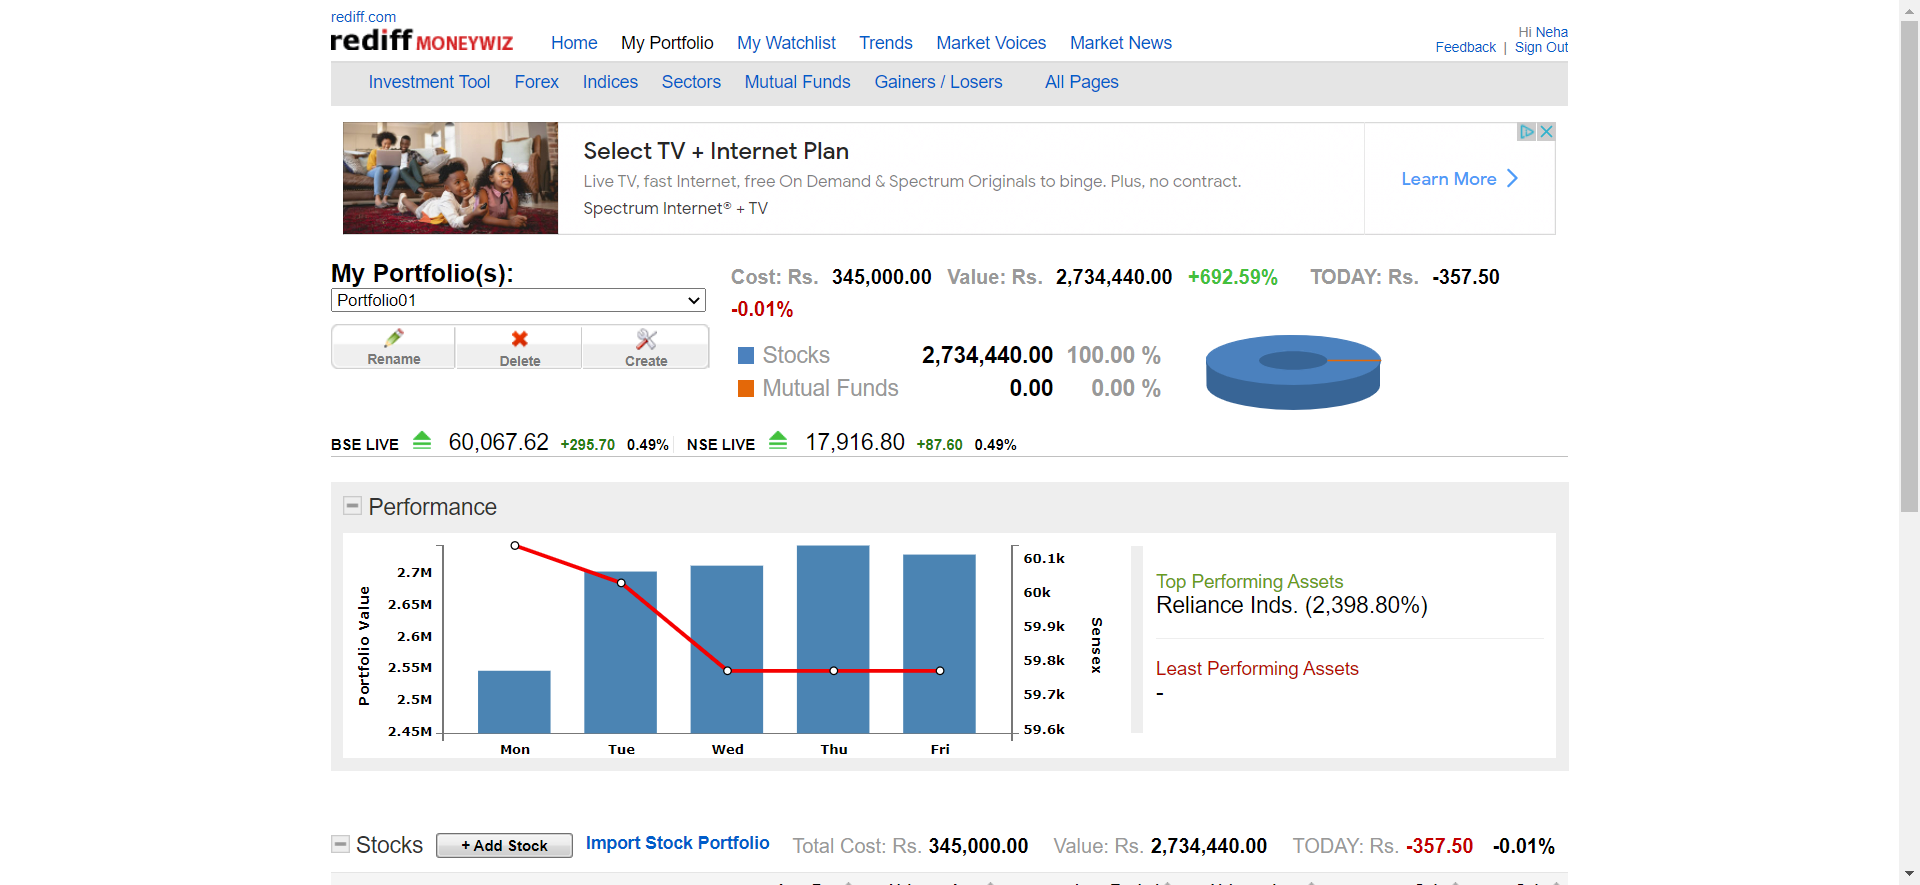 rediff.com
rediff MONEYWIZ
Home My Portfolio My Watchlist Trends Market Voices Market News
Hi Neha
Feedback | Sign Out
Investment Tool Forex Indices Sectors Mutual Funds Gainers / Losers All Pages
Select TV + Internet Plan
Live TV, fast Internet, free On Demand & Spectrum Originals to binge. Plus, no contract.
Spectrum Internet® + TV
Learn More
My Portfolio(s):
Portfolio01
Rename Delete Create
Cost: Rs. 345,000.00 Value: Rs. 2,734,440.00 +692.59% TODAY: Rs. -357.50
-0.01%
Stocks 2,734,440.00 100.00 %
Mutual Funds 0.00 0.00 %
BSE LIVE 60,067.62 +295.70 0.49% NSE LIVE 17,916.80 +87.60 0.49%
Performance
Portfolio Value
2.7M
2.65M
2.6M
2.55M
2.5M
2.45M
Mon Tue Wed Thu Fri
60.1k
60k
59.9k
59.8k
59.7k
59.6k
Sensex
Top Performing Assets
Reliance Inds. (2,398.80%)
Least Performing Assets
-
Stocks + Add Stock Import Stock Portfolio Total Cost: Rs. 345,000.00 Value: Rs. 2,734,440.00 TODAY: Rs. -357.50 -0.01%